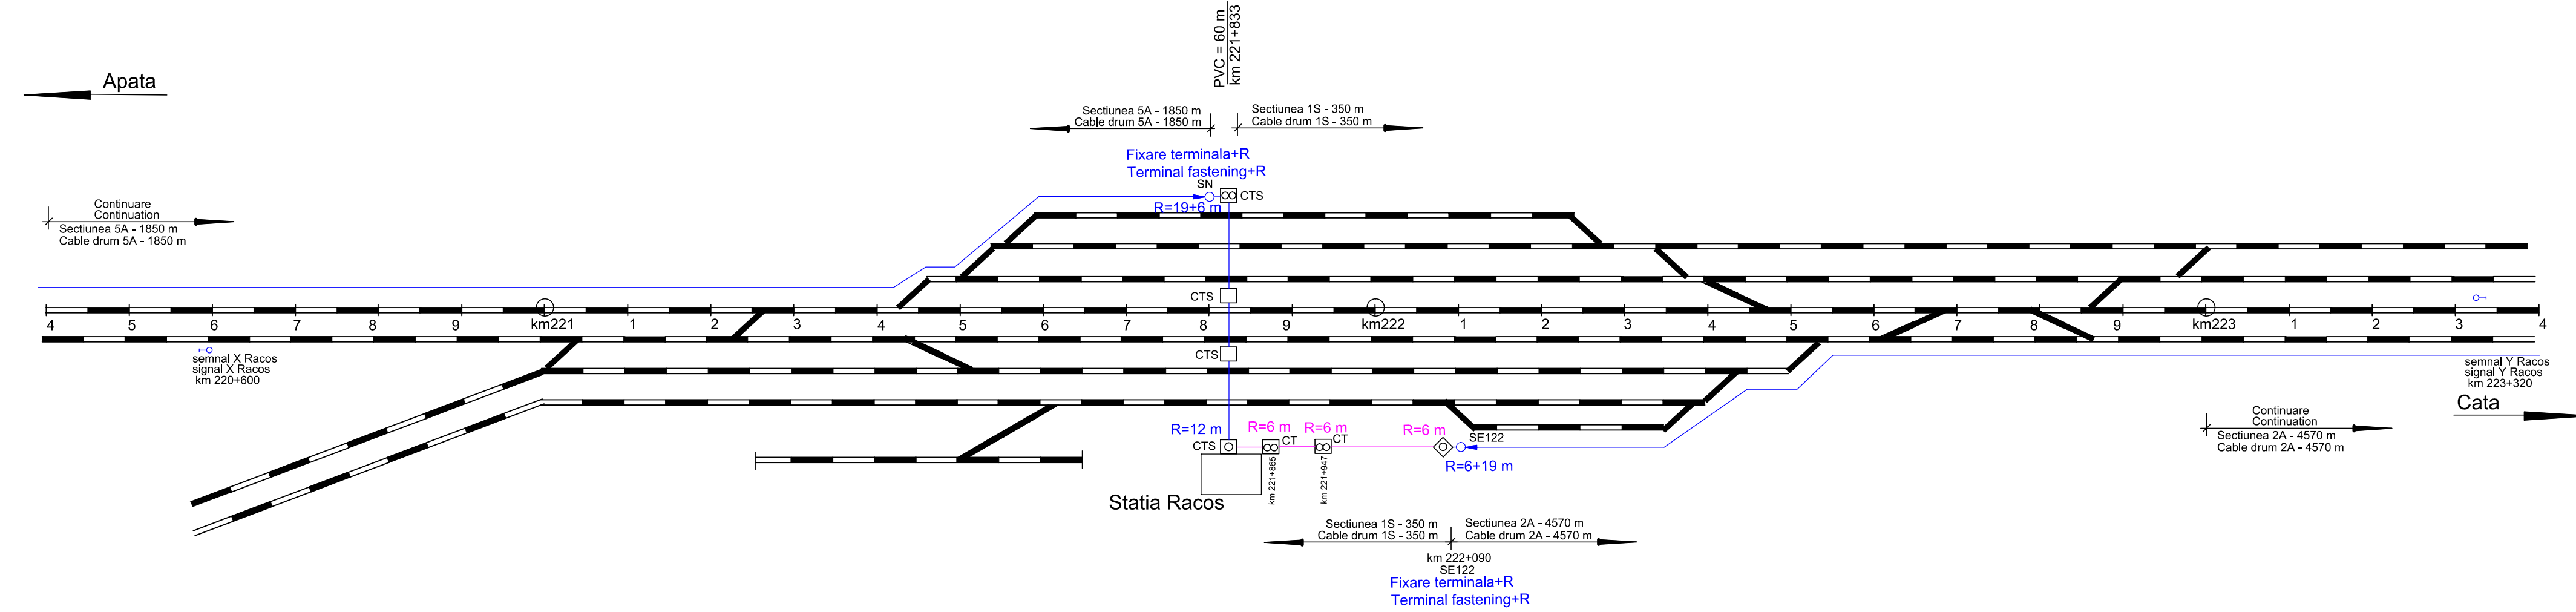 PVC = 60 m
km 221+833
Apata
Sectiunea 5A - 1850 m
Cable drum 5A - 1850 m
Sectiunea 1S - 350 m
Cable drum 1S - 350 m
Fixare terminala+R
Terminal fastening+R
SN
CTS
R=19+6 m
Continuare
Continuation
Sectiunea 5A - 1850 m
Cable drum 5A - 1850 m
CTS
4 5 6 7 8 9 km221 1 2 3 4 5 6 7 8 9 km222 1 2 3 4 5 6 7 8 9 km223 1 2 3 4
CTS
semnal X Racos
signal X Racos
km 220+600
semnal Y Racos
signal Y Racos
km 223+320
Cata
Continuare
Continuation
Sectiunea 2A - 4570 m
Cable drum 2A - 4570 m
R=12 m
R=6 m
R=6 m
R=6 m
CTS
CT
CT
SE122
R=6+19 m
km 221+865
km 221+947
Statia Racos
Sectiunea 1S - 350 m
Cable drum 1S - 350 m
Sectiunea 2A - 4570 m
Cable drum 2A - 4570 m
km 222+090
SE122
Fixare terminala+R
Terminal fastening+R